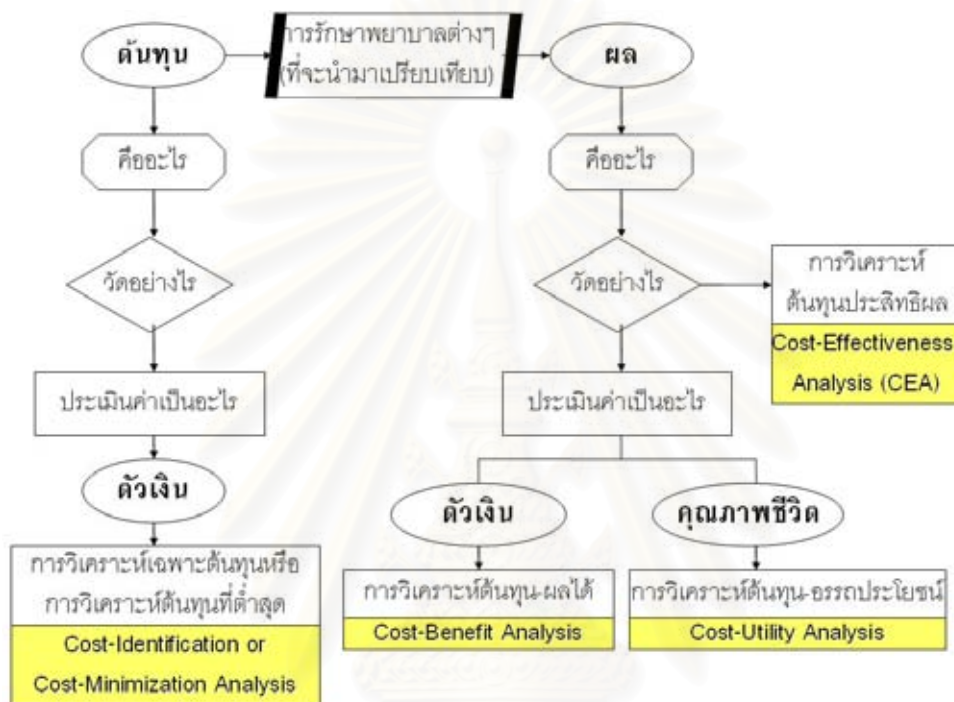 ต้นทุน
การรักษาพยาบาลต่างๆ
(ที่จะนำมาเปรียบเทียบ)
ผล
คืออะไร
คืออะไร
วัดอย่างไร
วัดอย่างไร
การวิเคราะห์
ต้นทุนประสิทธิผล
Cost-Effectiveness
Analysis (CEA)
ประเมินค่าเป็นอะไร
ประเมินค่าเป็นอะไร
ตัวเงิน
ตัวเงิน
คุณภาพชีวิต
การวิเคราะห์เฉพาะต้นทุนหรือ
การวิเคราะห์ต้นทุนที่ต่ำสุด
Cost-Identification or
Cost-Minimization Analysis
การวิเคราะห์ต้นทุน-ผลได้
Cost-Benefit Analysis
การวิเคราะห์ต้นทุน-อรรถประโยชน์
Cost-Utility Analysis